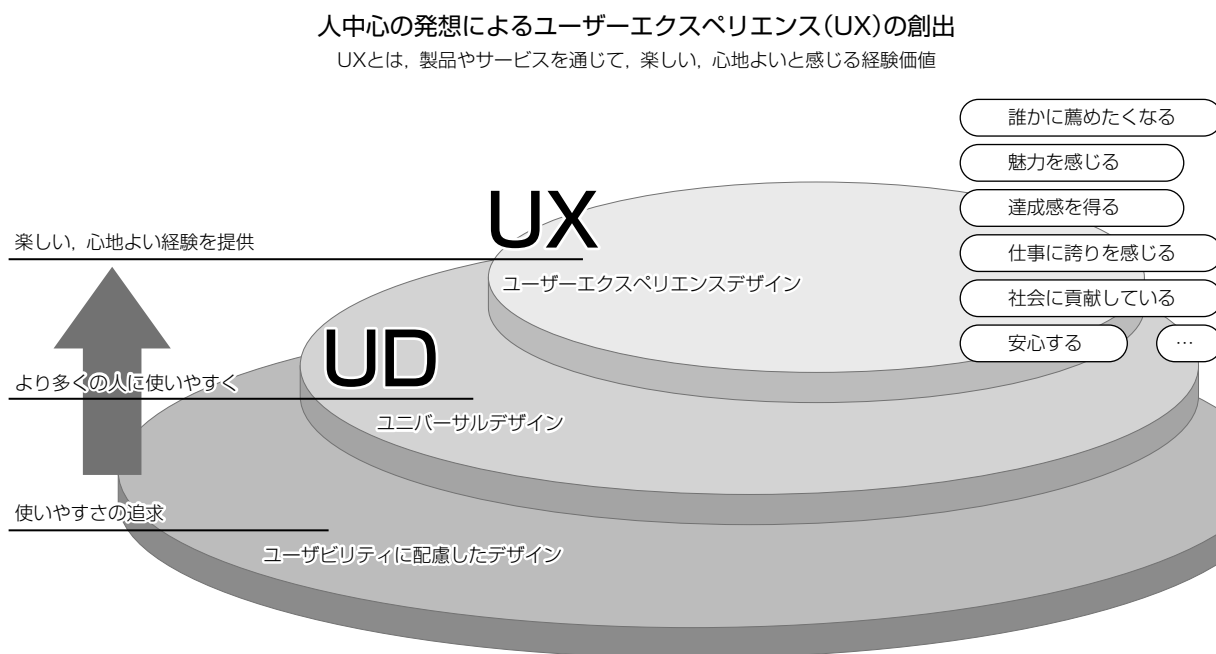 人中心の発想によるユーザーエクスペリエンス(UX)の創出
UXとは, 製品やサービスを通じて, 楽しい, 心地よいと感じる経験価値
誰かに薦めたくなる
魅力を感じる
達成感を得る
仕事に誇りを感じる
社会に貢献している
安心する
…
楽しい, 心地よい経験を提供
UX
ユーザーエクスペリエンスデザイン
より多くの人に使いやすく
UD
ユニバーサルデザイン
使いやすさの追求
ユーザビリティに配慮したデザイン